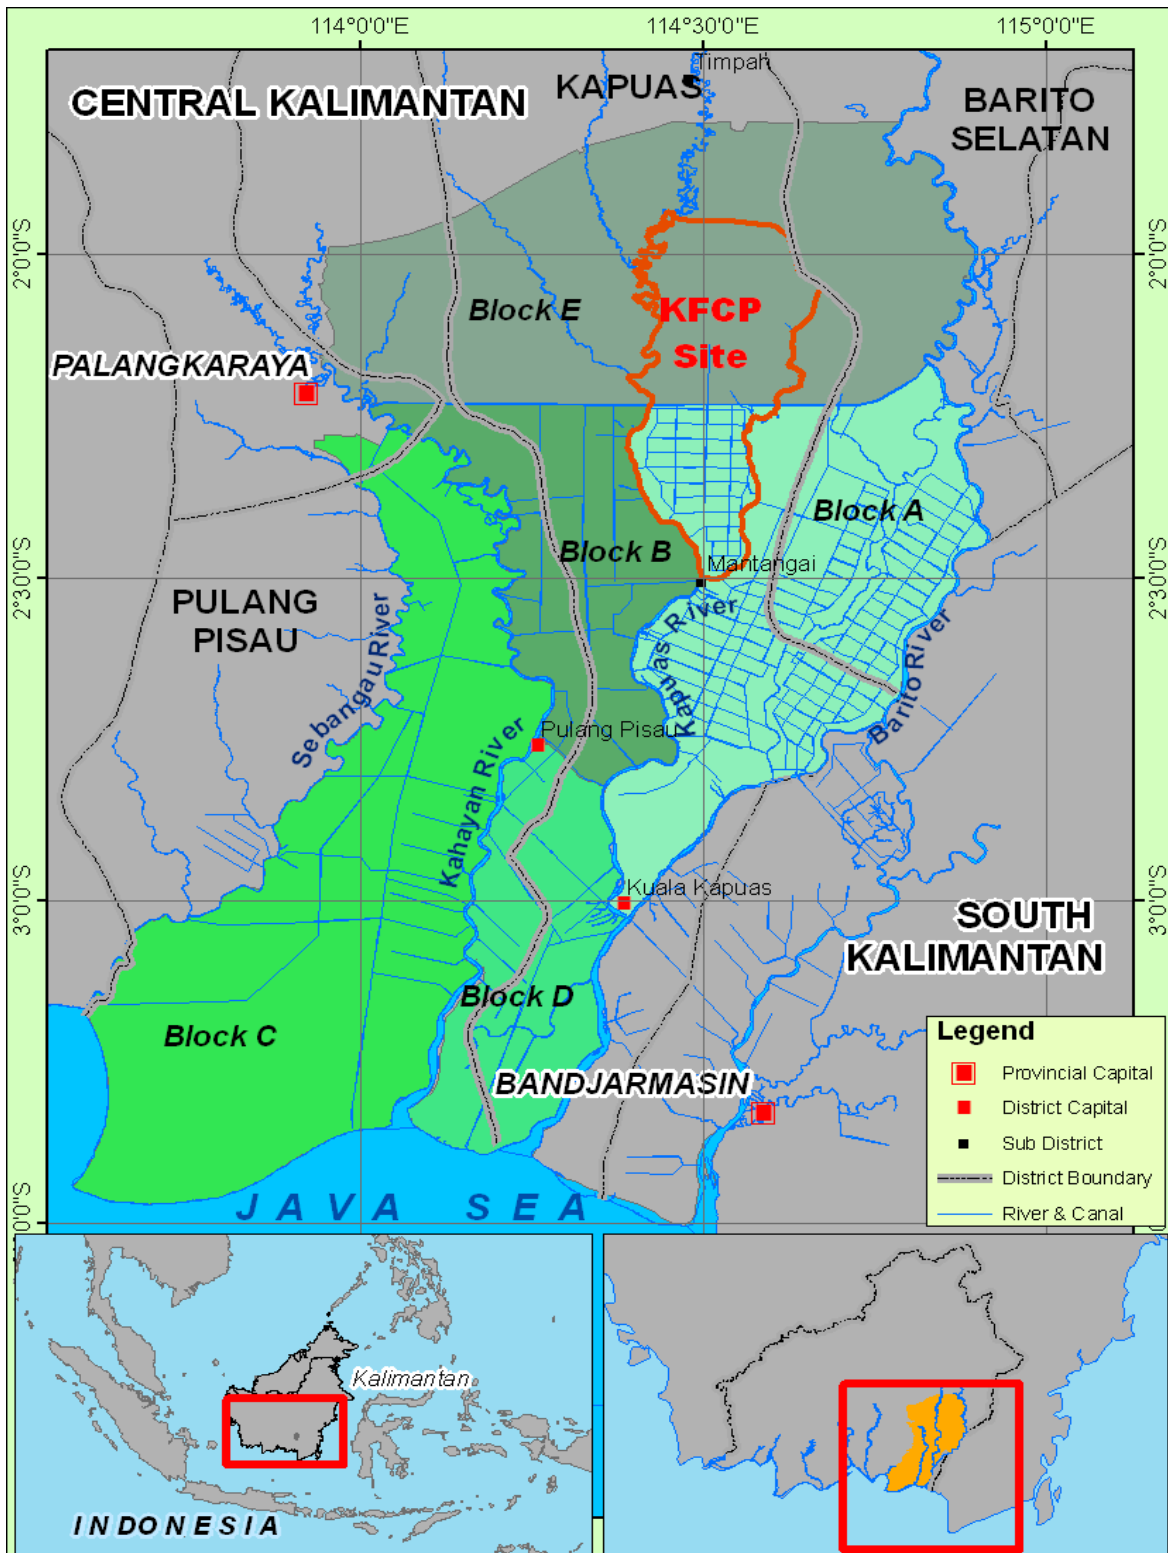 114°0'0"E
114°30'0"E
115°0'0"E
Timpah
KAPUAS
CENTRAL KALIMANTAN
BARITO
SELATAN
2°0'0"S
2°0'0"S
Block E
KFCP
Site
PALANGKARAYA
Block A
Block B
Mantangai
2°30'0"S
2°30'0"S
PULANG
PISAU
Kapuas River
Sebangau River
Barito River
Pulang Pisau
Kahayan River
Kuala Kapuas
3°0'0"S
3°0'0"S
SOUTH
KALIMANTAN
Block D
Block C
BANDJARMASIN
Legend
Provincial Capital
District Capital
Sub District
District Boundary
River & Canal
JAVA SEA
Kalimantan
INDONESIA